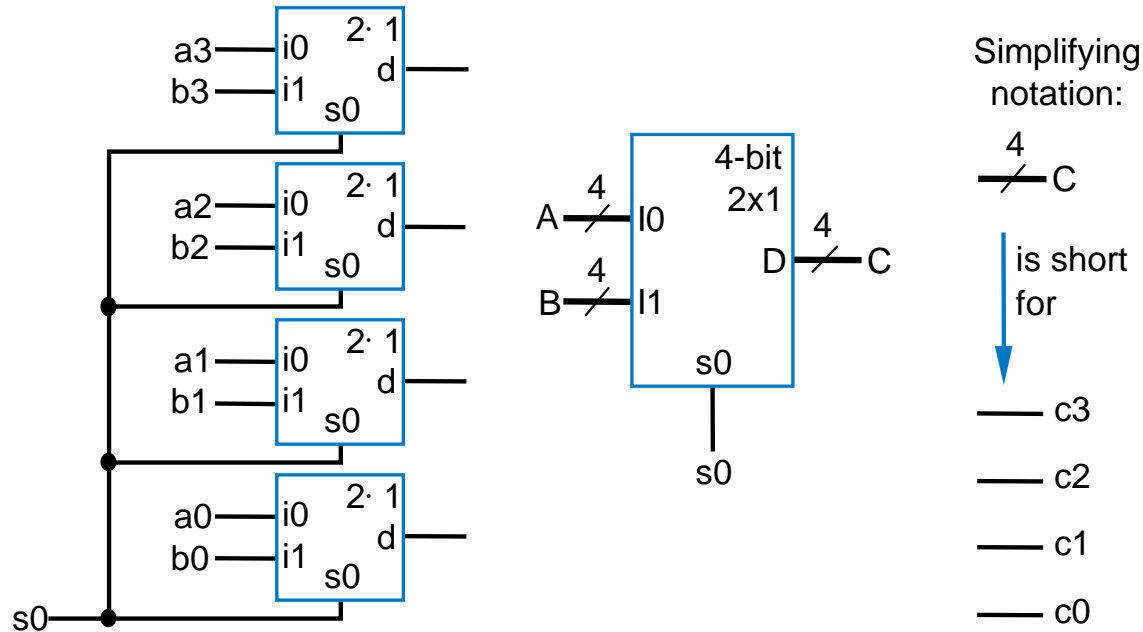 2· 1
a3
i0
d
b3
i1
s0
2· 1
a2
i0
d
b2
i1
s0
2· 1
a1
i0
d
b1
i1
s0
2· 1
a0
i0
d
b0
i1
s0
s0
4-bit
2x1
4
A
I0
4
D
C
4
B
I1
s0
s0
Simplifying
notation:
4
C
is short
for
c3
c2
c1
c0